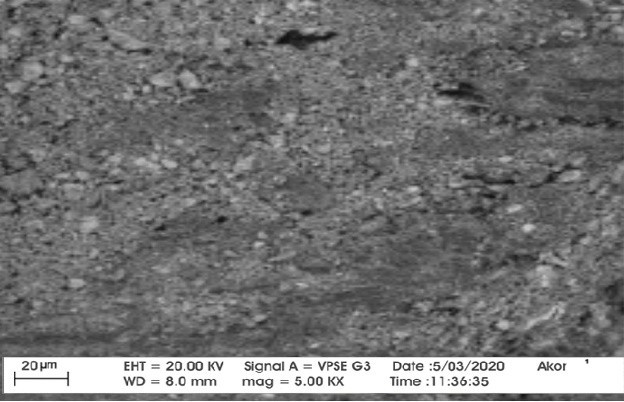 20µm EHT = 20.00 KV Signal A = VPSE G3 Date :5/03/2020 Akor '
WD = 8.0 mm mag = 5.00 KX Time :11:36:35